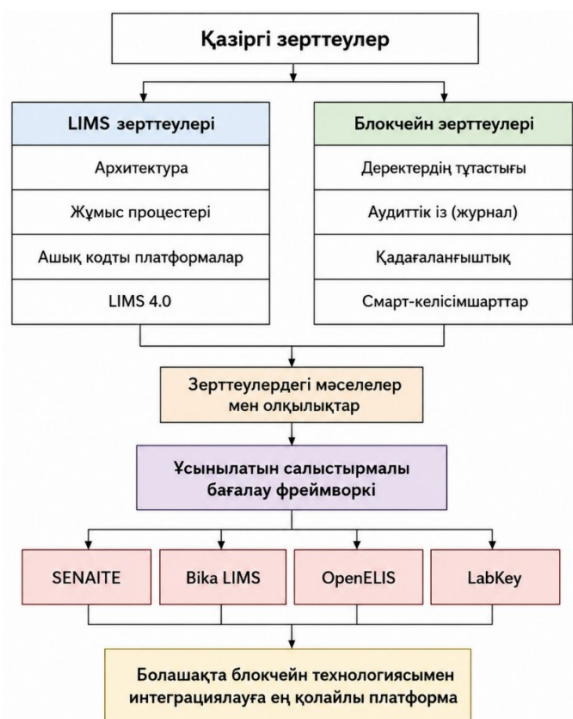 Қазіргі зерттеулер
LIMS зерттеулері
Архитектура
Жұмыс процестері
Ашық кодты платформалар
LIMS 4.0
Блокчейн эерттеулері
Деректердің тұтастығы
Аудиттік із (журнал)
Қадағаланғыштық
Смарт-келісімшарттар
Зерттеулердегі мәселелер
мен олқылықтар
Ұсынылатын салыстырмалы
бағалау фреймворкі
SENAITE
Bika LIMS
OpenELIS
LabKey
Болашақта блокчейн технологиясымен
интеграциялауға ең қолайлы платформа